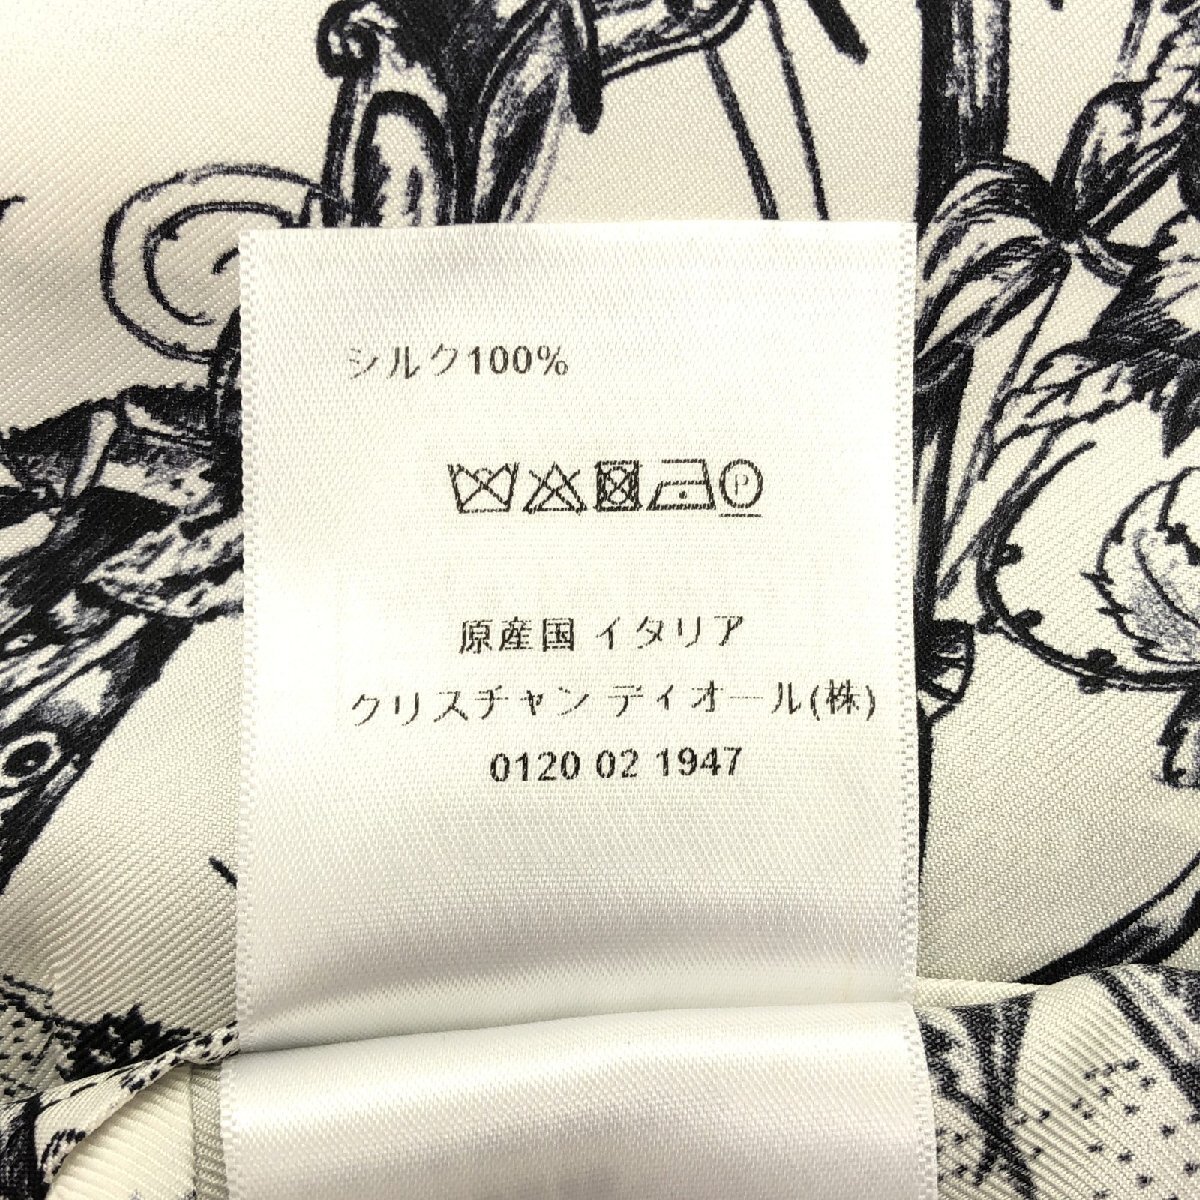 シルク100%
P
原産国 イタリア
クリスチャン ディオール(株)
0120 02 1947